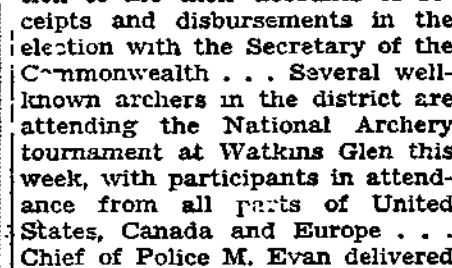 ceipts and disbursements in the
election with the Secretary of the
Commonwealth . . . Several well-
known archers in the district are
attending the National Archery
tournament at Watkins Glen this
week, with participants in attend-
ance from all parts of United
States, Canada and Europe . . .
Chief of Police M. Evan delivered